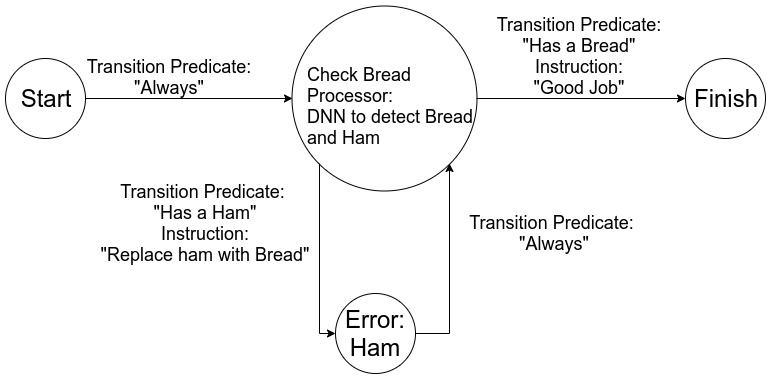 Start
Transition Predicate:
"Always"
Check Bread
Processor:
DNN to detect Bread
and Ham
Transition Predicate:
"Has a Bread"
Instruction:
"Good Job"
Finish
Transition Predicate:
"Has a Ham"
Instruction:
"Replace ham with Bread"
Error:
Ham
Transition Predicate:
"Always"